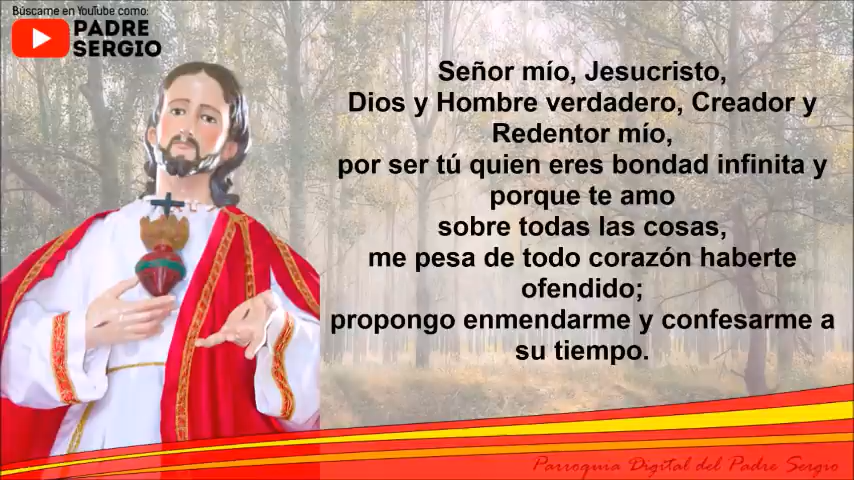 Búscame en YouTube como:
PADRE
SERGIO
Señor mío, Jesucristo,
Dios y Hombre verdadero, Creador y
Redentor mío,
por ser tú quien eres bondad infinita y
porque te amo
sobre todas las cosas,
me pesa de todo corazón haberte
ofendido;
propongo enmendarme y confesarme a
su tiempo.
Parroquia Digital del Padre Sergio